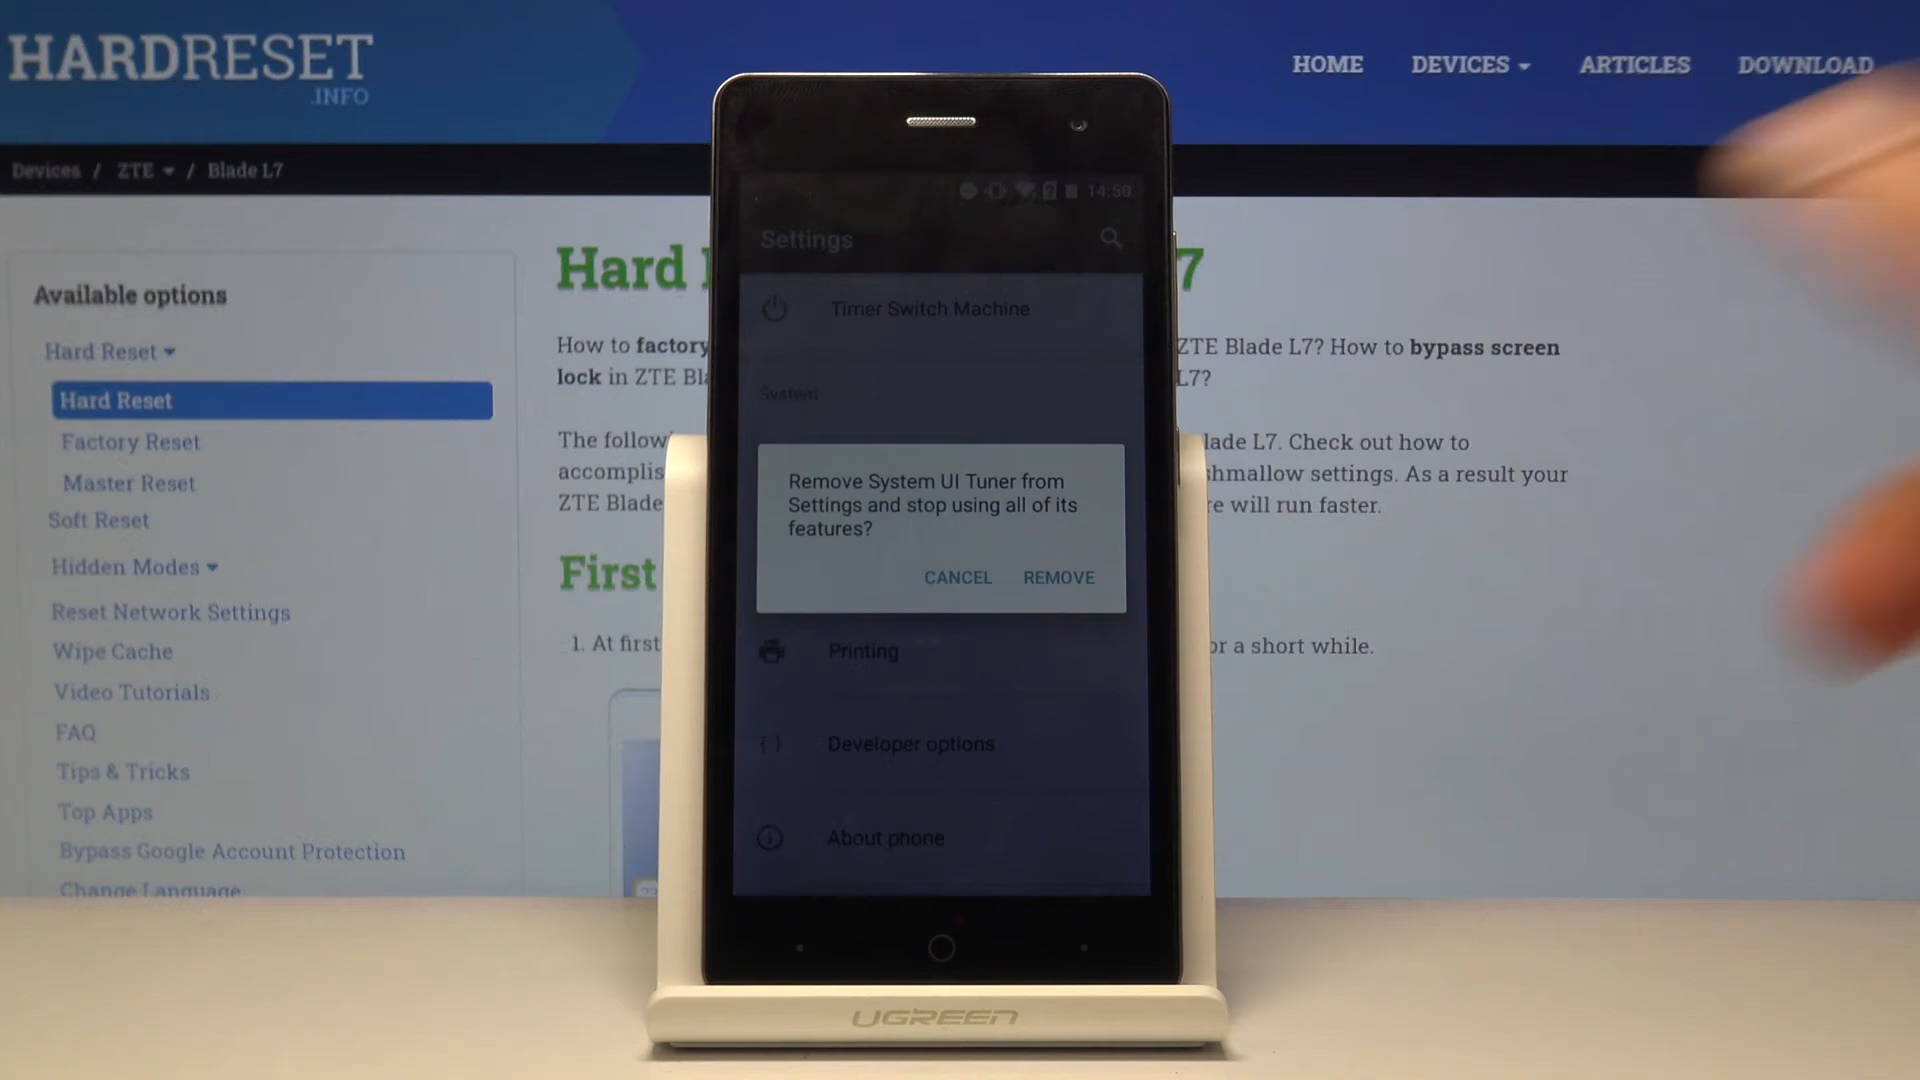 HARDRESET
.INFO
HOME DEVICES ARTICLES DOWNLOAD
Devices / ZTE / Blade L7
Available options
Hard Reset
Hard Reset
Factory Reset
Master Reset
Soft Reset
Hidden Modes
Reset Network Settings
Wipe Cache
Video Tutorials
FAQ
Tips & Tricks
Top Apps
Bypass Google Account Protection
Change Language
Hard 7
How to factory ZTE Blade L7? How to bypass screen
lock in ZTE L7?
The lade L7. Check out how to
shmallow settings. As a result your
ZTE Blade re will run faster.
First
1. At first or a short while.
14:50
Settings
Timer Switch Machine
System
Remove System UI Tuner from
Settings and stop using all of its
features?
CANCEL REMOVE
Printing
Developer options
About phone
UGREEN